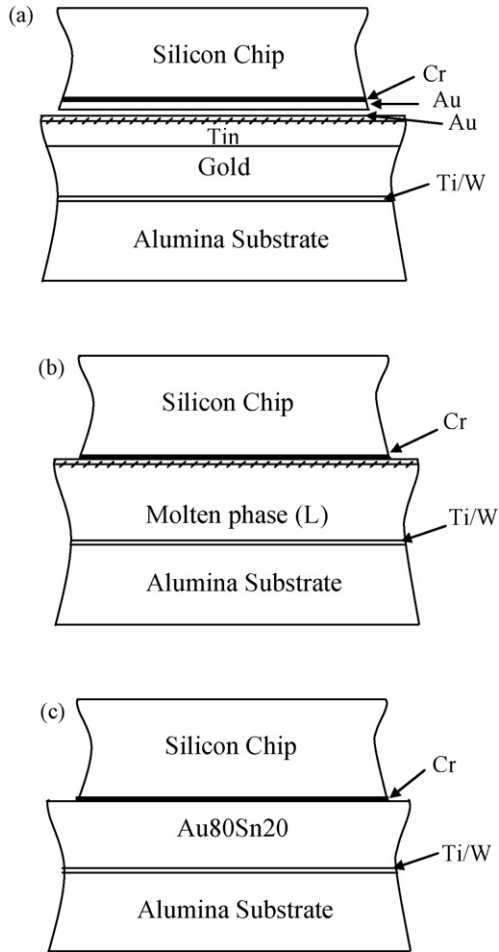 (a)
Silicon Chip
Cr
Au
Au
Tin
Gold
Ti/W
Alumina Substrate
(b)
Silicon Chip
Cr
Molten phase (L)
Ti/W
Alumina Substrate
(c)
Silicon Chip
Cr
Au80Sn20
Ti/W
Alumina Substrate